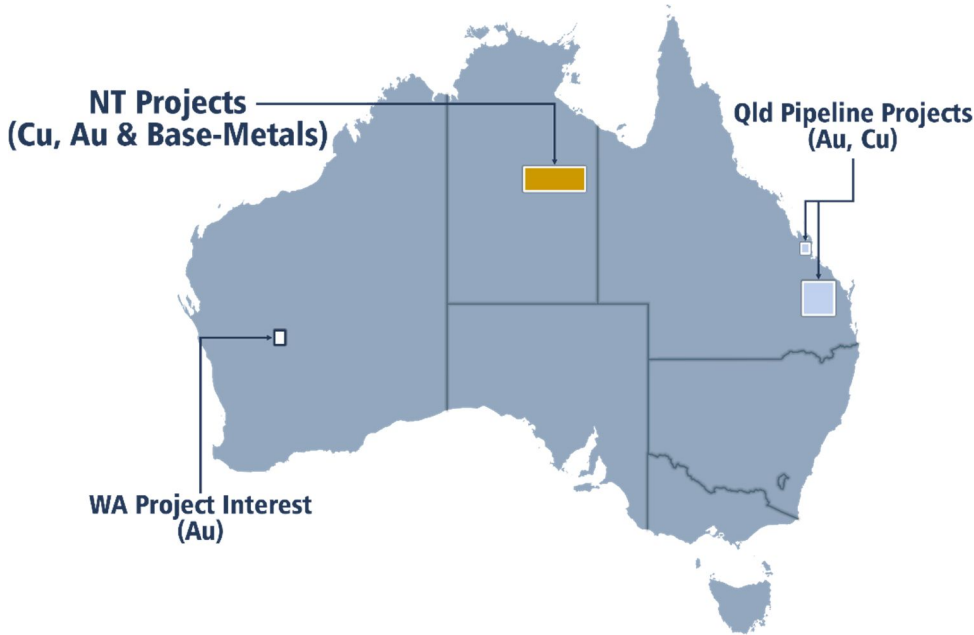 NT Projects
(Cu, Au & Base-Metals)
Qld Pipeline Projects
(Au, Cu)
WA Project Interest
(Au)